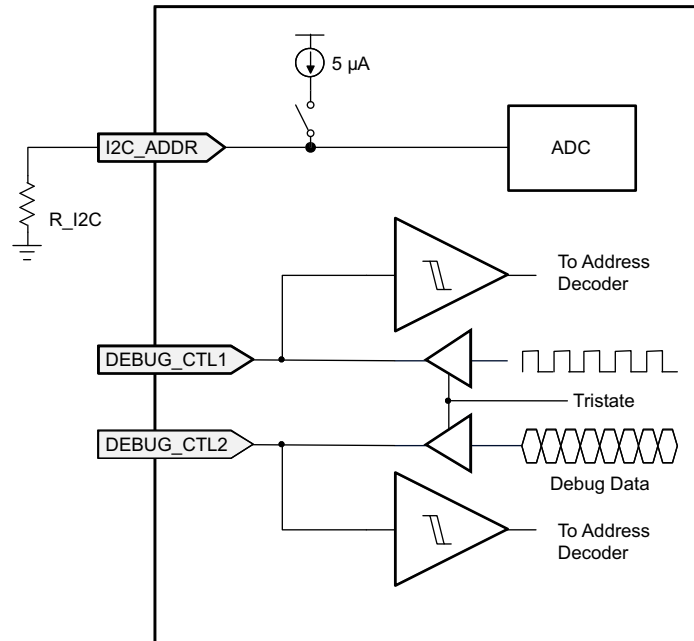 5 µA
I2C_ADDR
ADC
R_I2C
To Address
Decoder
DEBUG_CTL1
Tristate
DEBUG_CTL2
Debug Data
To Address
Decoder